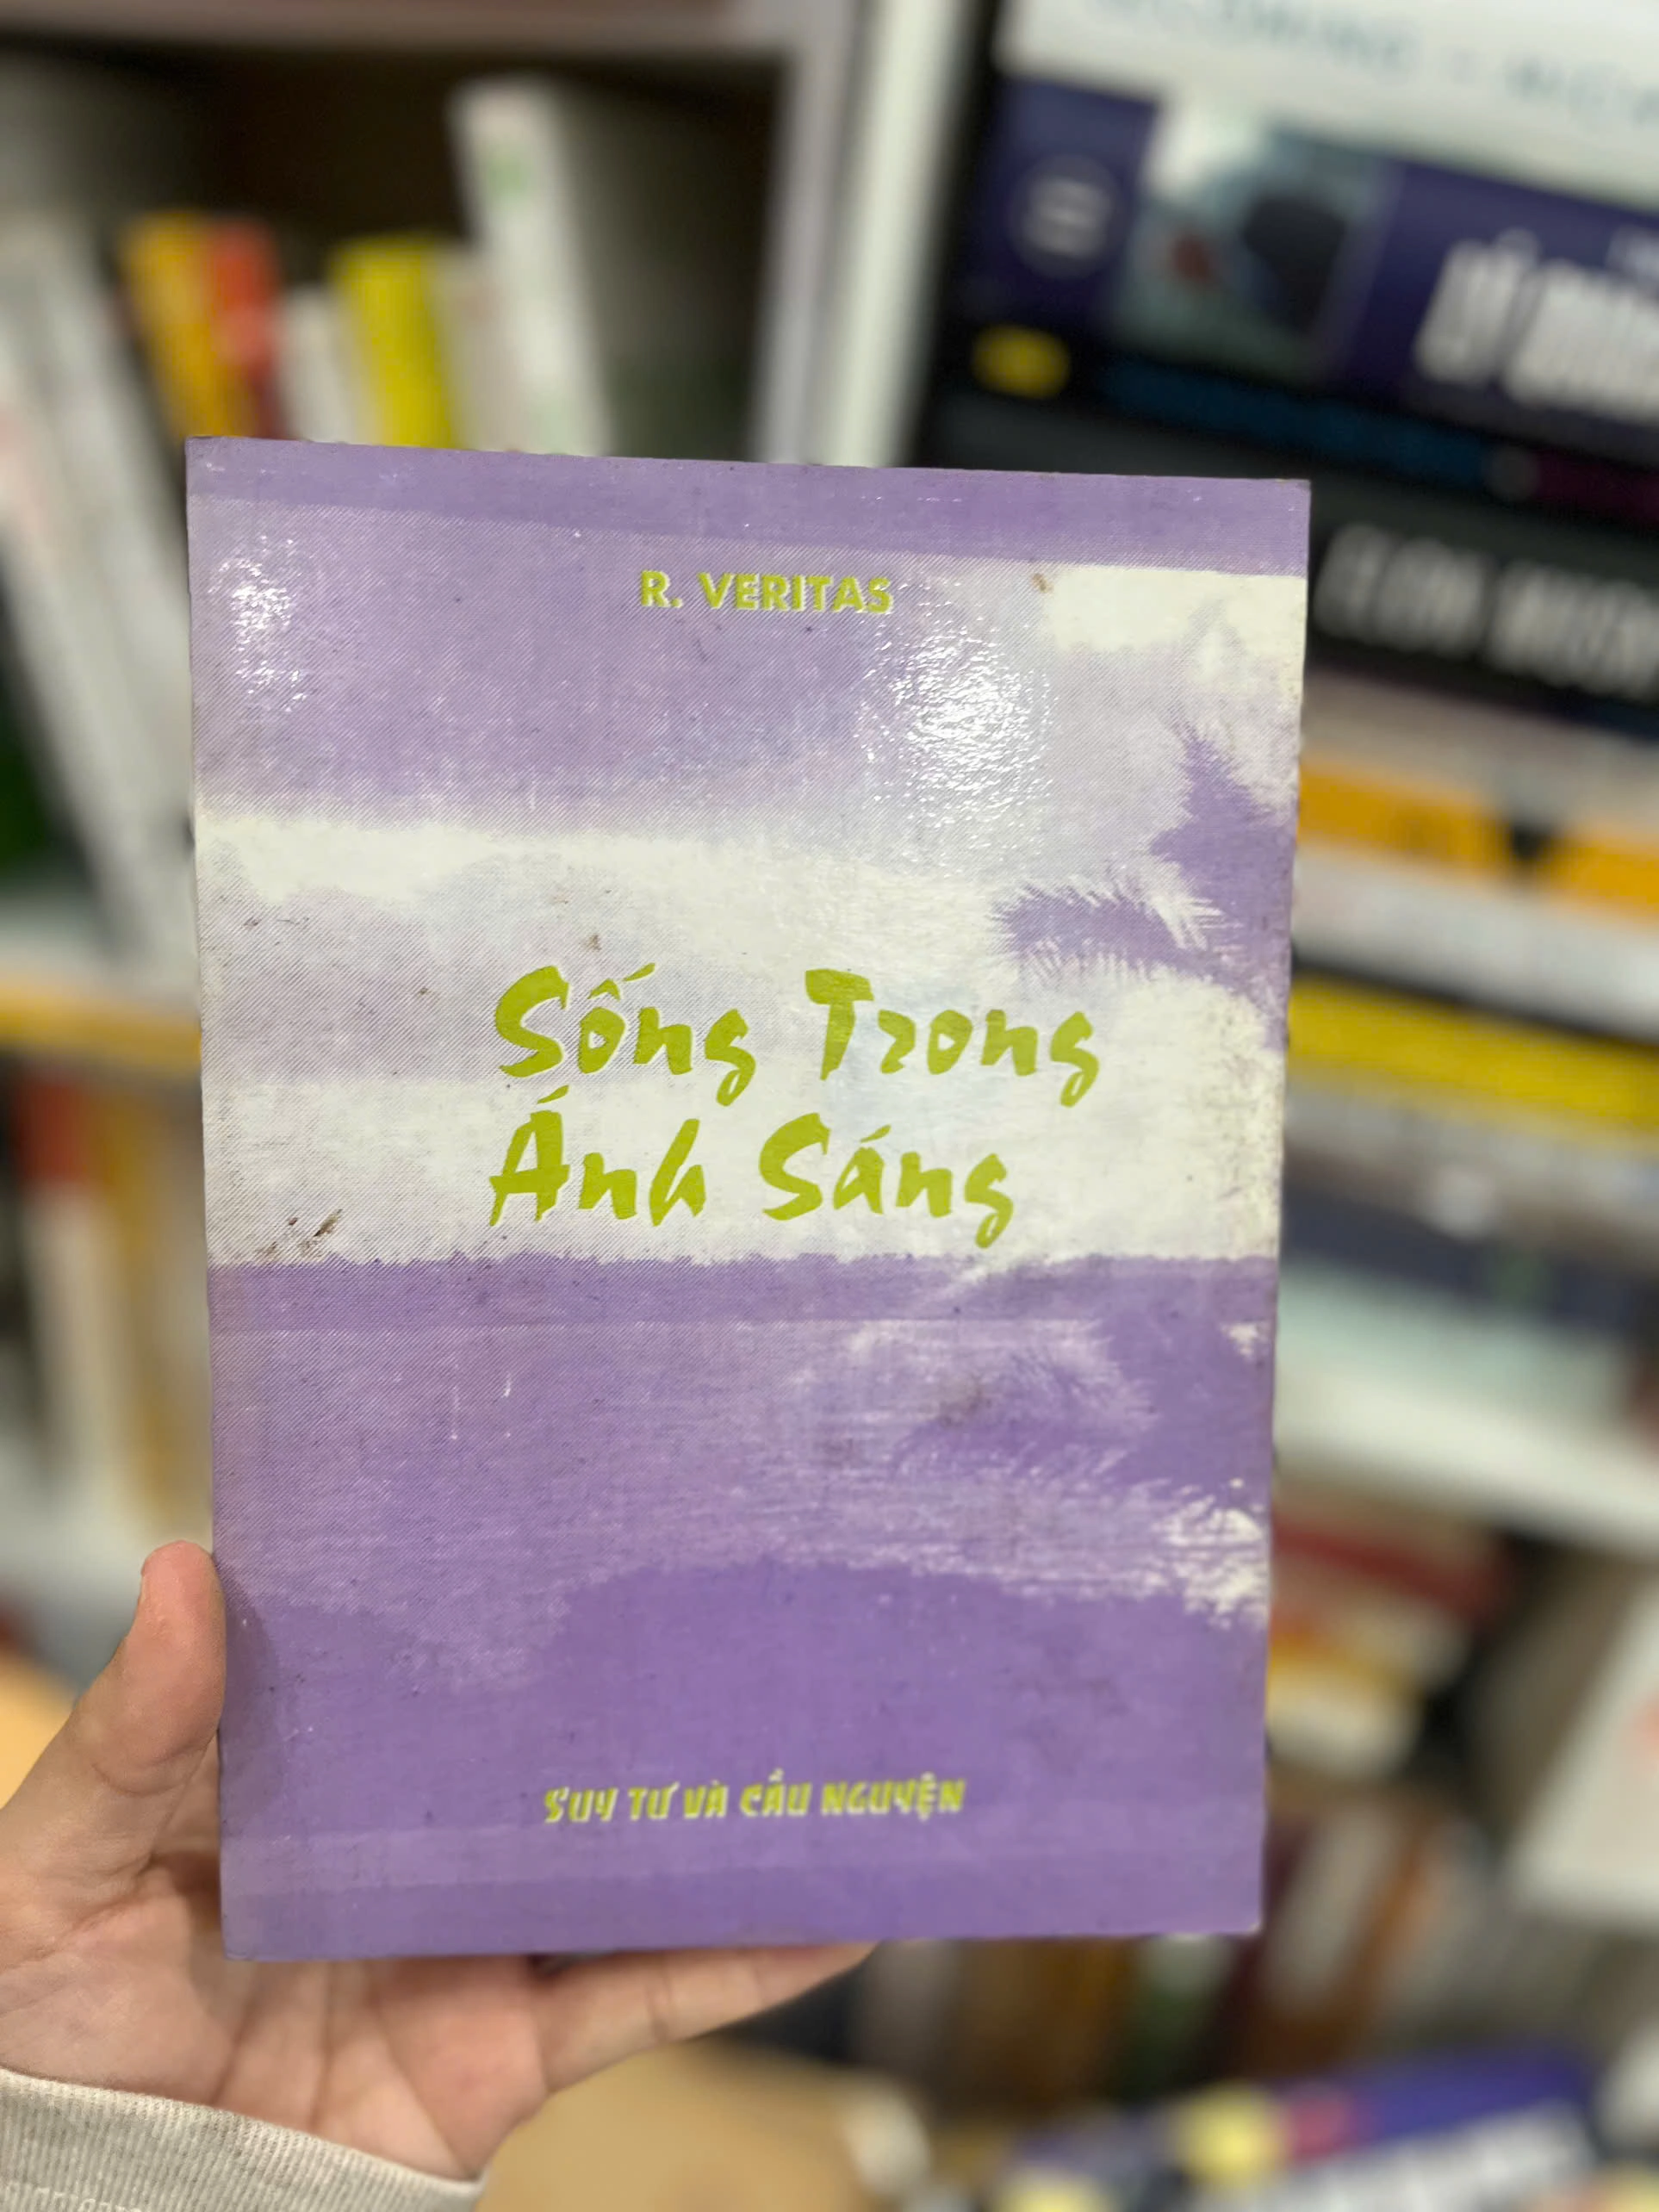 R. VERITAS
Sống Trong
Ánh Sáng
SUY TƯ VÀ CẦU NGUYỆN